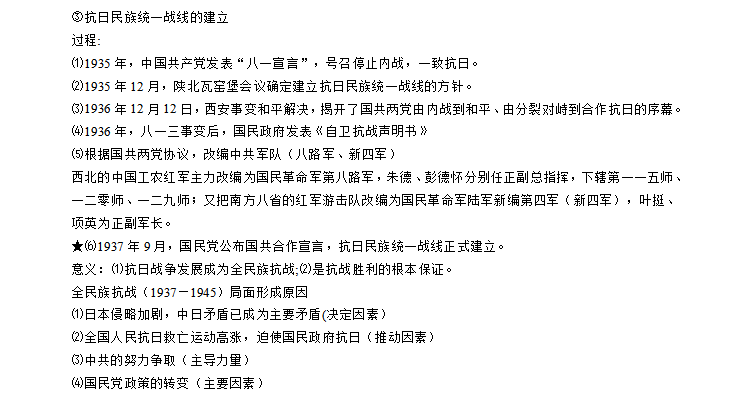 ⑤抗日民族统一战线的建立
过程:
⑴1935 年，中国共产党发表“八一宣言”，号召停止内战，一致抗日。
⑵1935 年 12 月，陕北瓦窑堡会议确定建立抗日民族统一战线的方针。
⑶1936 年 12 月 12 日，西安事变和平解决，揭开了国共两党由内战到和平、由分裂对峙到合作抗日的序幕。
⑷1936 年，八一三事变后，国民政府发表《自卫抗战声明书》
⑸根据国共两党协议，改编中共军队（八路军、新四军）
西北的中国工农红军主力改编为国民革命军第八路军，朱德、彭德怀分别任正副总指挥，下辖第一一五师、
一二零师、一二九师；又把南方八省的红军游击队改编为国民革命军陆军新编第四军（新四军），叶挺、
项英为正副军长。
★⑹1937 年 9 月，国民党公布国共合作宣言，抗日民族统一战线正式建立。
意义：⑴抗日战争发展成为全民族抗战;⑵是抗战胜利的根本保证。
全民族抗战（1937－1945）局面形成原因
⑴日本侵略加剧，中日矛盾已成为主要矛盾(决定因素）
⑵全国人民抗日救亡运动高涨，迫使国民政府抗日（推动因素）
⑶中共的努力争取（主导力量）
⑷国民党政策的转变（主要因素）